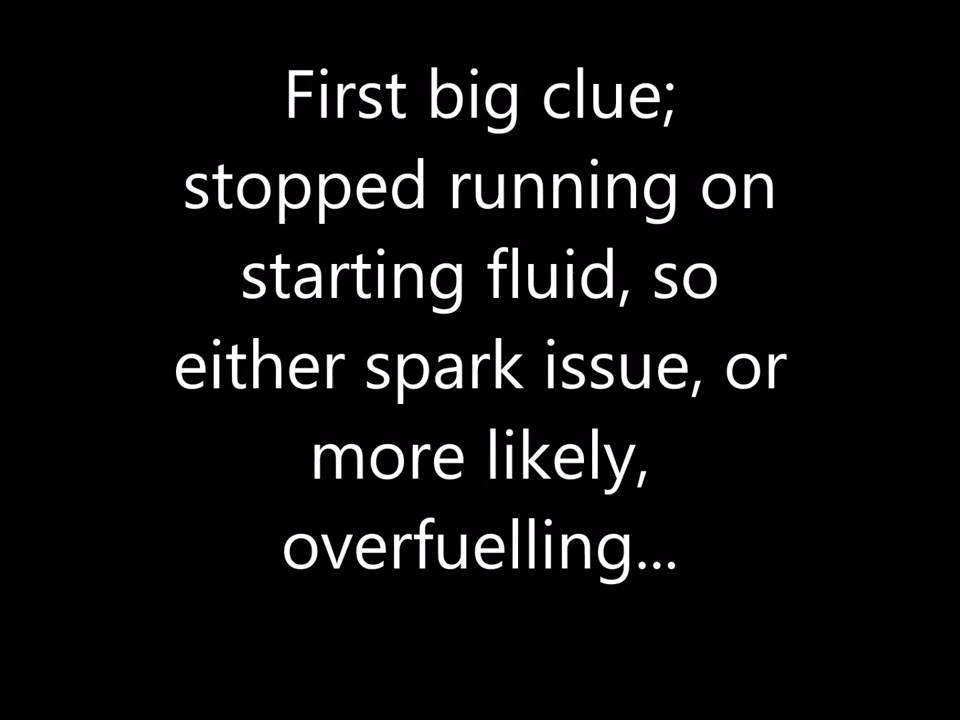 First big clue;
stopped running on
starting fluid, so
either spark issue, or
more likely,
overfuelling...